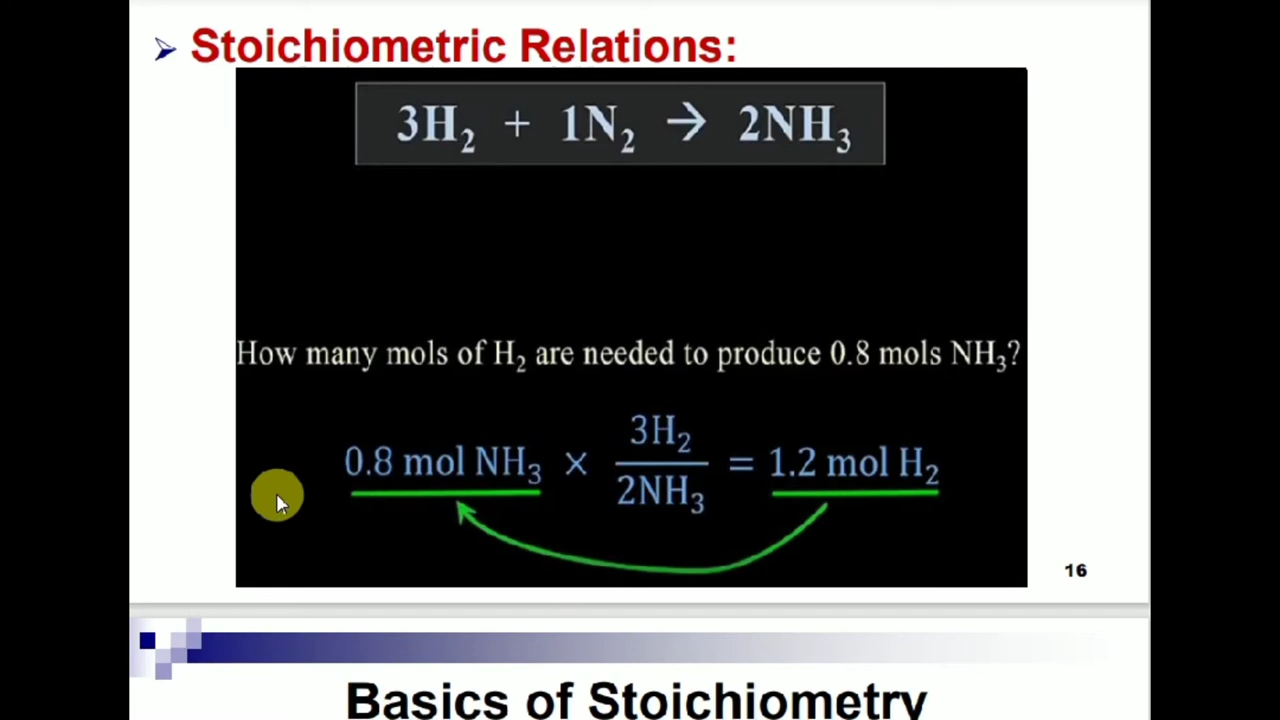 ➢ Stoichiometric Relations:
3H₂ + 1N₂ → 2NH₃
How many mols of H₂ are needed to produce 0.8 mols NH₃?
0.8 mol NH₃ × 3H₂/2NH₃ = 1.2 mol H₂
16
Basics of Stoichiometry